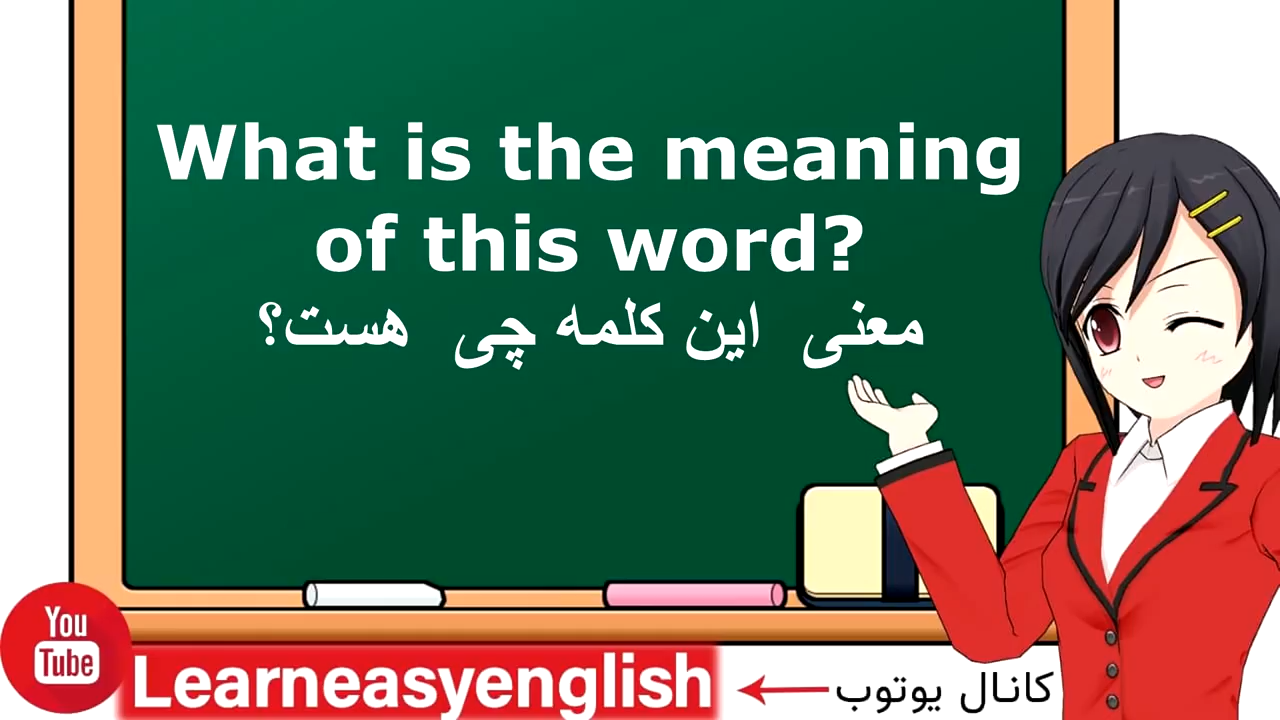 What is the meaning
of this word?
معنی این کلمه چی هست؟
You
Tube
Learneasyenglish
کانال یوتوب